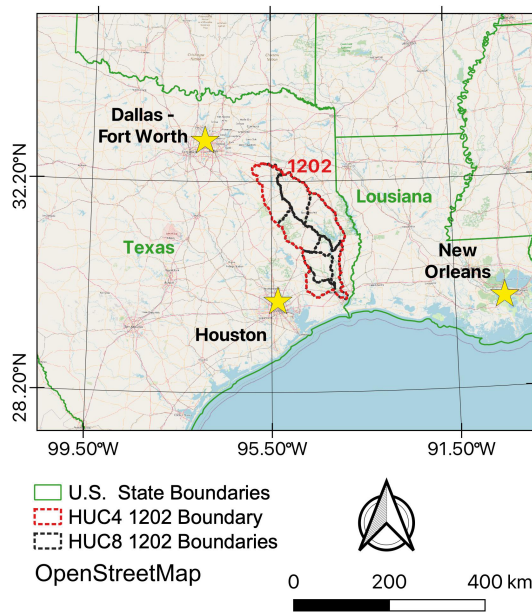 Dallas -
Fort Worth
1202
32.20°N
Lousiana
Texas
New
Orleans
Houston
28.20°N
99.50°W
95.50°W
91.50°W
U.S. State Boundaries
HUC4 1202 Boundary
HUC8 1202 Boundaries
OpenStreetMap
0
200
400 km